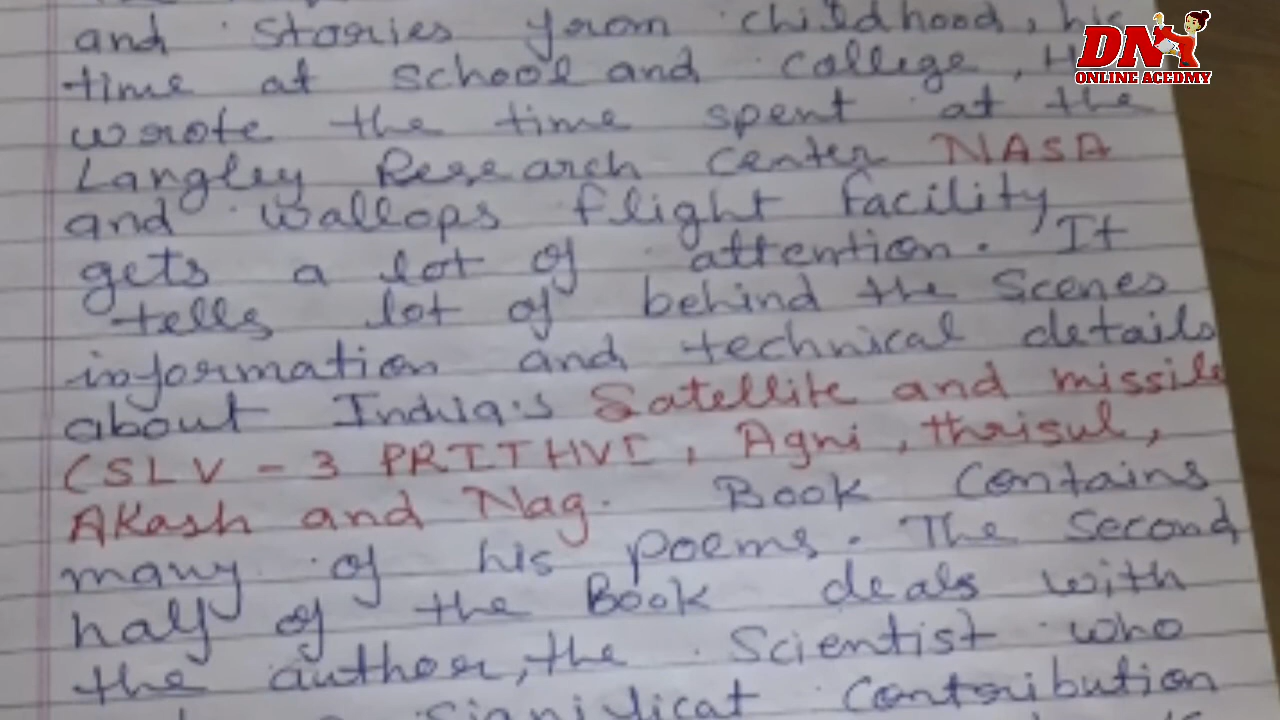 and stories from childhood, his
time at school and college, H
wrote the time spent at the
Langley Research Center NASA
and Wallops flight facility,
gets a lot of attention. It
tells lot of behind the scenes
information and technical details
about India's Satellite and missile
(SLV - 3 PRITHVI, Agni, thrisul,
Akash and Nag. Book contains
many of his poems. The Second
half of the Book deals with
the author, the Scientist who
significat contribution
DNA
ONLINE ACEDMY